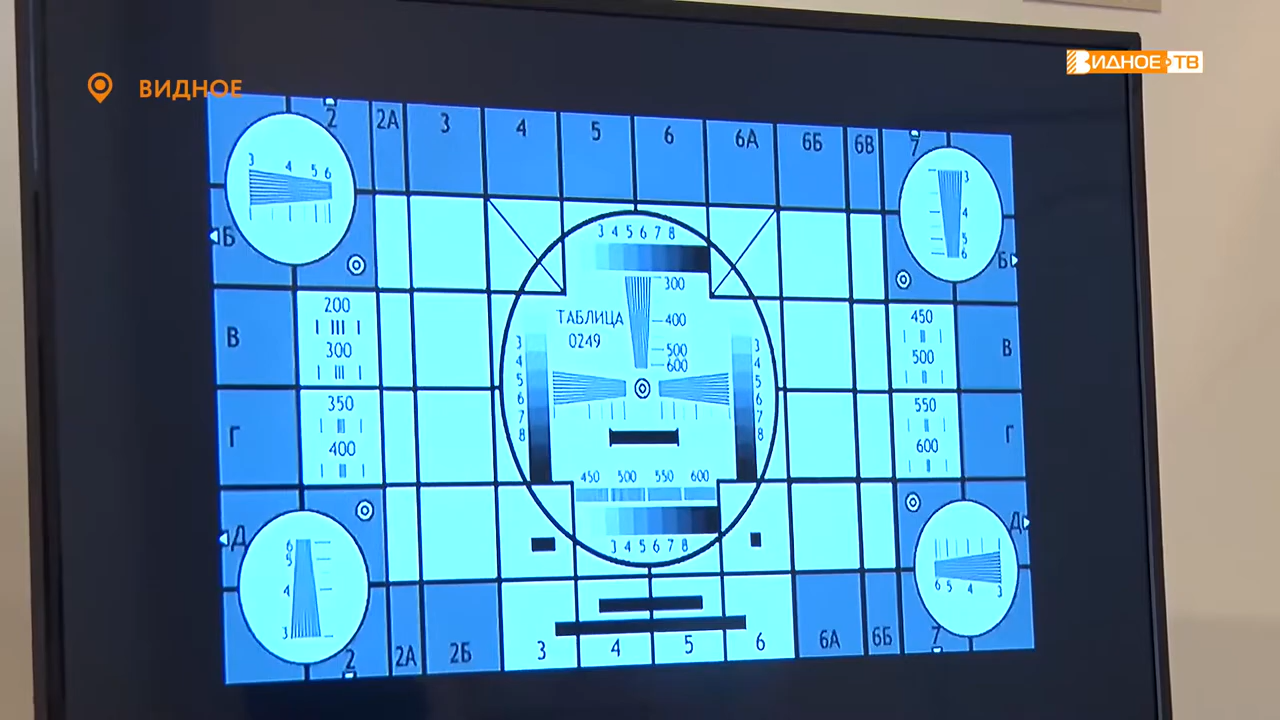 ВИДНОЕ
ВИДНОЕ ТВ
2 2А 3 4 5 6 6А 6Б 6В 7
3 4 5 6
3
4
5
6
Б
Б
3 4 5 6 7 8
300
400
500
600
ТАБЛИЦА
0249
200
300
В
450
500
В
3
4
5
6
7
8
3
4
5
6
7
8
350
400
Г
550
600
Г
450 500 550 600
3 4 5 6 7 8
Д
Д
6
5
4
3
6 5 4 3
2 2А 2Б 3 4 5 6 6А 6Б 7